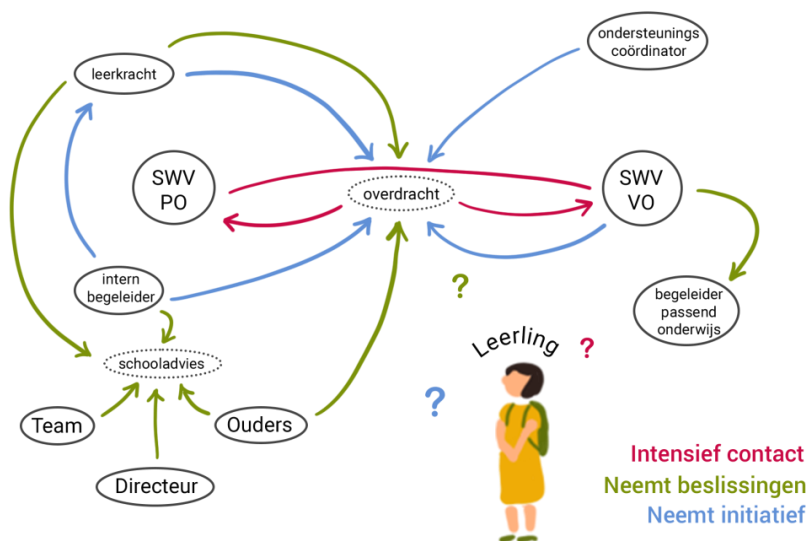 ondersteunings
coördinator
leerkracht
SWV
PO
overdracht
SWV
VO
intern
begeleider
?
begeleider
passend
onderwijs
Leerling
?
schooladvies
?
Team
Ouders
Directeur
Intensief contact
Neemt beslissingen
Neemt initiatief